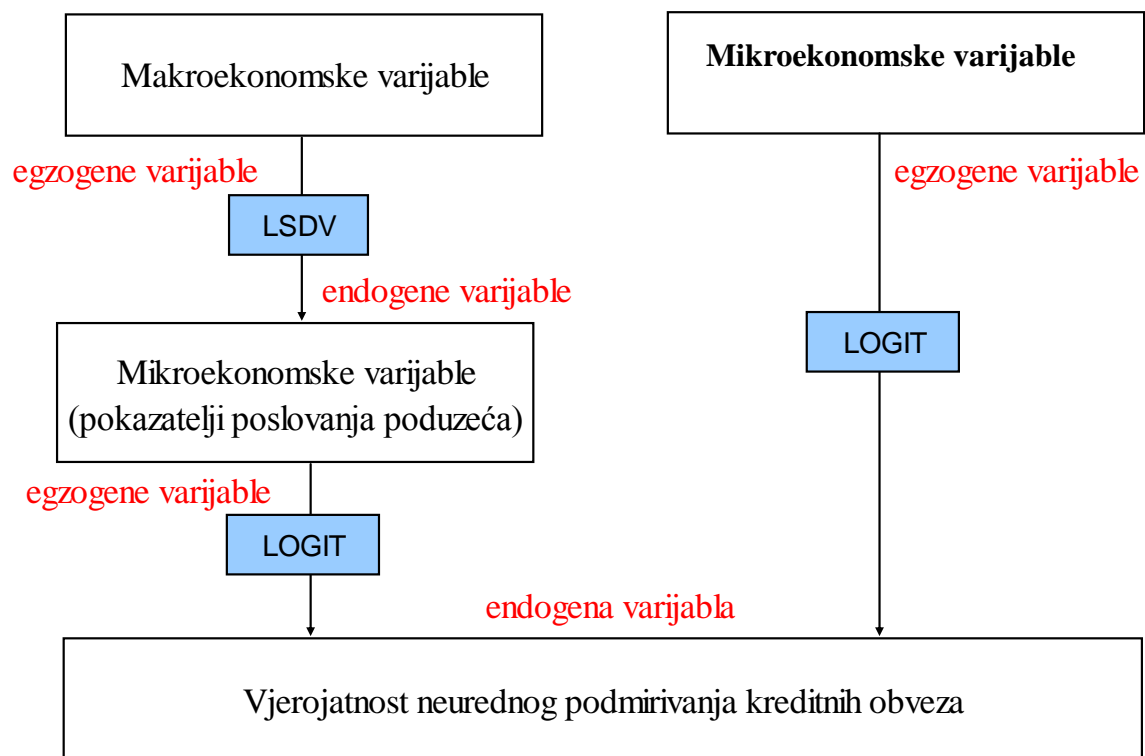 Makroekonomske varijable
Mikroekonomske varijable
egzogene varijable
egzogene varijable
LSDV
endogene varijable
LOGIT
Mikroekonomske varijable
(pokazatelji poslovanja poduzeća)
egzogene varijable
LOGIT
endogena varijabla
Vjerojatnost neurednog podmirivanja kreditnih obveza